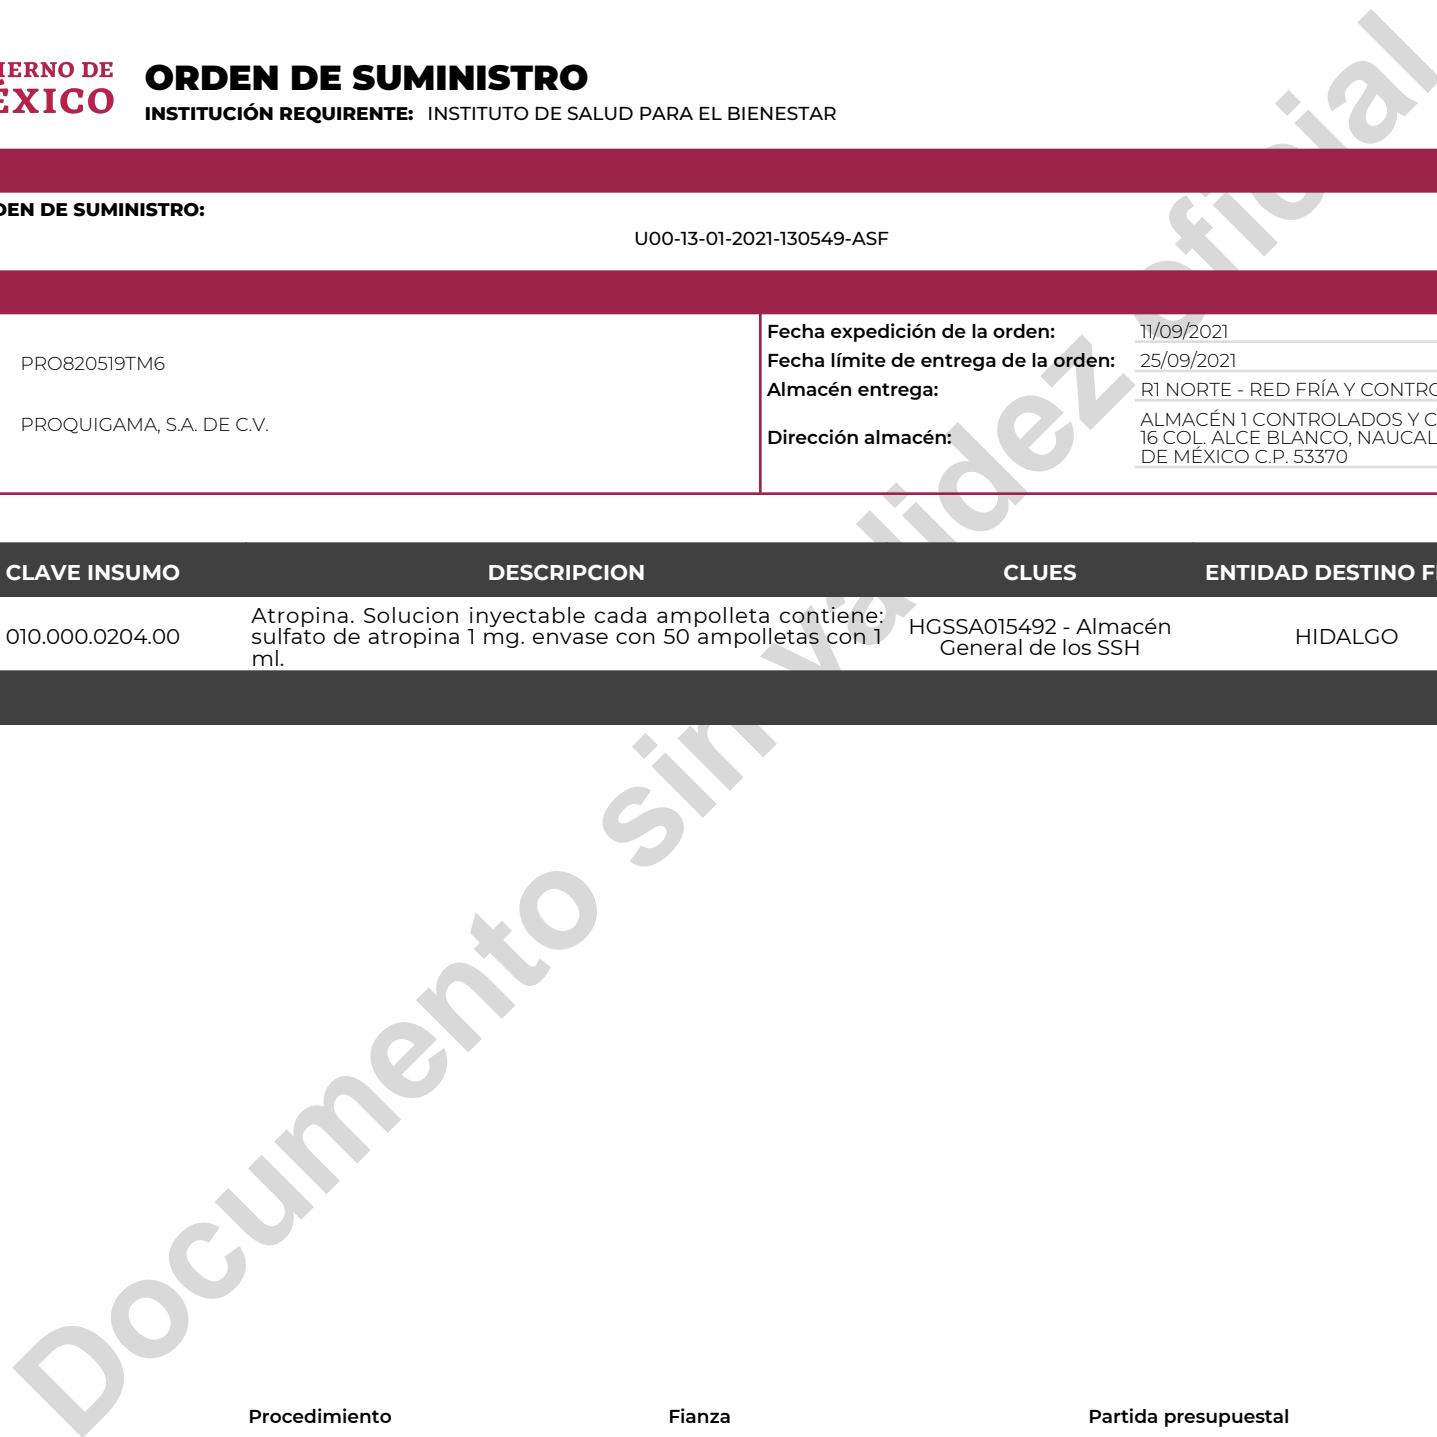 IERNO DE
ÉXICO
ORDEN DE SUMINISTRO
INSTITUCIÓN REQUIRENTE: INSTITUTO DE SALUD PARA EL BIENESTAR
DEN DE SUMINISTRO:
U00-13-01-2021-130549-ASF
PRO820519TM6
PROQUIGAMA, S.A. DE C.V.
Fecha expedición de la orden: 11/09/2021
Fecha límite de entrega de la orden: 25/09/2021
Almacén entrega: R1 NORTE - RED FRÍA Y CONTRO
Dirección almacén: ALMACÉN 1 CONTROLADOS Y C
16 COL. ALCE BLANCO, NAUCAL
DE MÉXICO C.P. 53370
CLAVE INSUMO DESCRIPCION CLUES ENTIDAD DESTINO F
010.000.0204.00
Atropina. Solucion inyectable cada ampolleta contiene:
sulfato de atropina 1 mg. envase con 50 ampolletas con 1
ml.
HGSSA015492 - Almacén
General de los SSH
HIDALGO
Documento sin validez oficial
Procedimiento Fianza Partida presupuestal